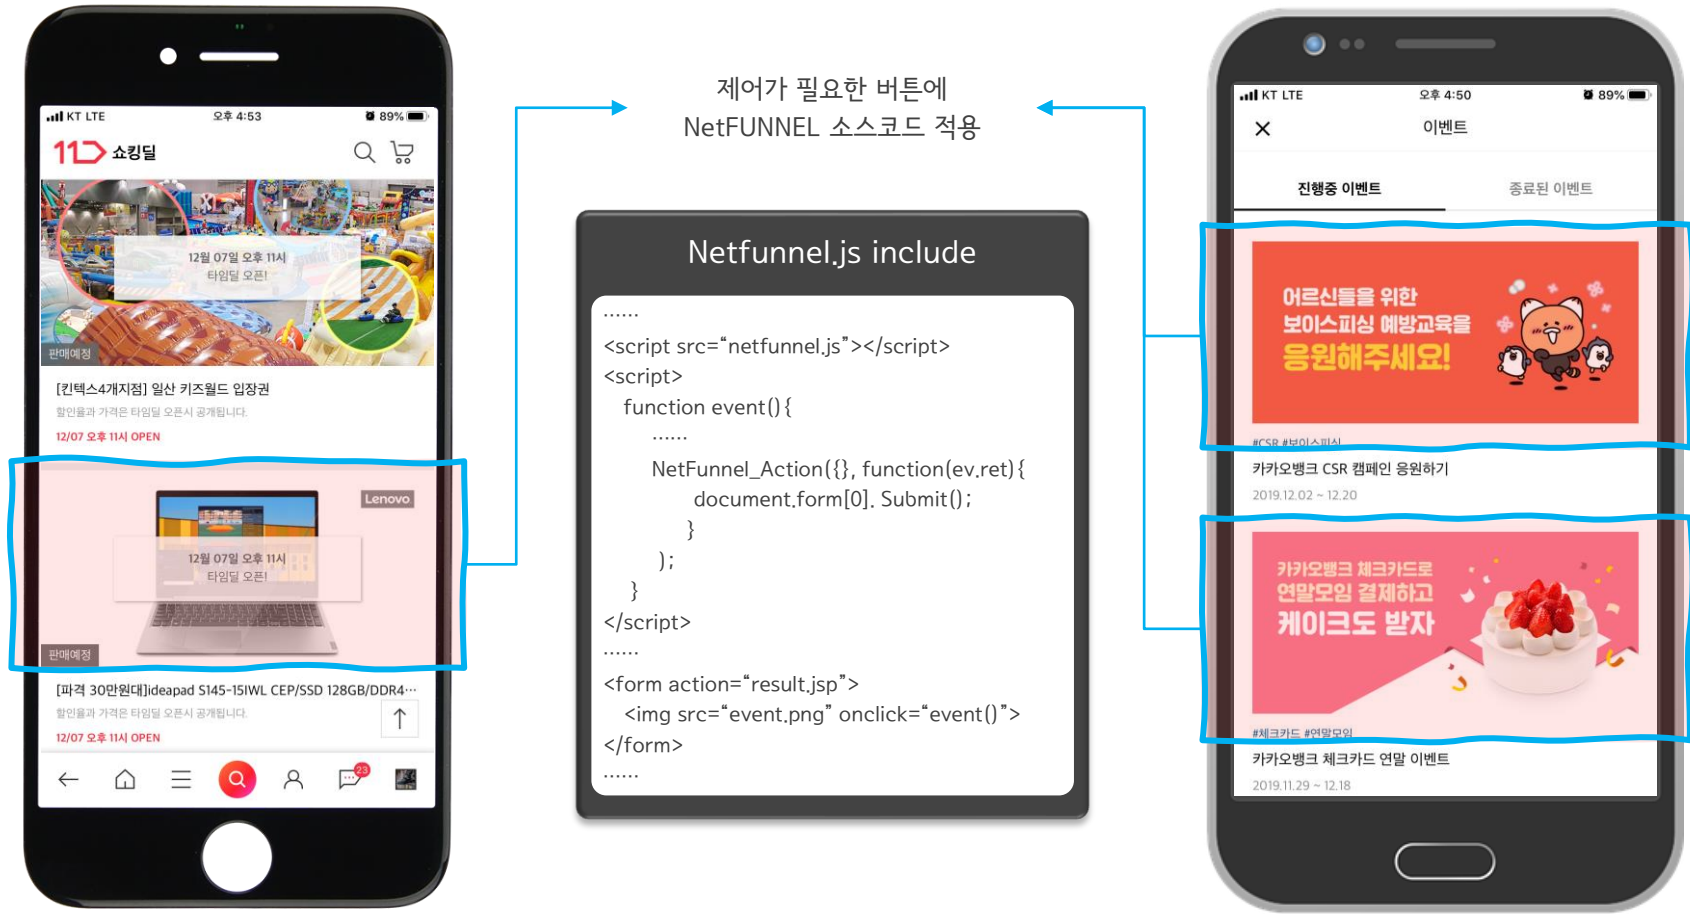 KT LTE
오후 4:53
89%
11
쇼킹딜
12월 07일 오후 11시
타임딜 오픈!
판매예정
[킨텍스4개지점] 일산 키즈월드 입장권
할인율과 가격은 타임딜 오픈시 공개됩니다.
12/07 오후 11시 OPEN
Lenovo
12월 07일 오후 11시
타임딜 오픈!
판매예정
[파격 30만원대]ideapad S145-15IWL CEP/SSD 128GB/DDR4…
할인율과 가격은 타임딜 오픈시 공개됩니다.
12/07 오후 11시 OPEN
23
제어가 필요한 버튼에
NetFUNNEL 소스코드 적용
Netfunnel.js include
......
<script src=“netfunnel.js”></script>
<script>
function event(){
......
NetFunnel_Action({}, function(ev.ret){
document.form[0]. Submit();
}
);
}
</script>
......
<form action=“result.jsp”>
<img src=“event.png” onclick=“event()”>
</form>
......
KT LTE
오후 4:50
89%
이벤트
진행중 이벤트
종료된 이벤트
어르신들을 위한
보이스피싱 예방교육을
응원해주세요!
#CSR #보이스피싱
카카오뱅크 CSR 캠페인 응원하기
2019.12.02 ~ 12.20
카카오뱅크 체크카드로
연말모임 결제하고
케이크도 받자
#체크카드 #연말모임
카카오뱅크 체크카드 연말 이벤트
2019.11.29 ~ 12.18